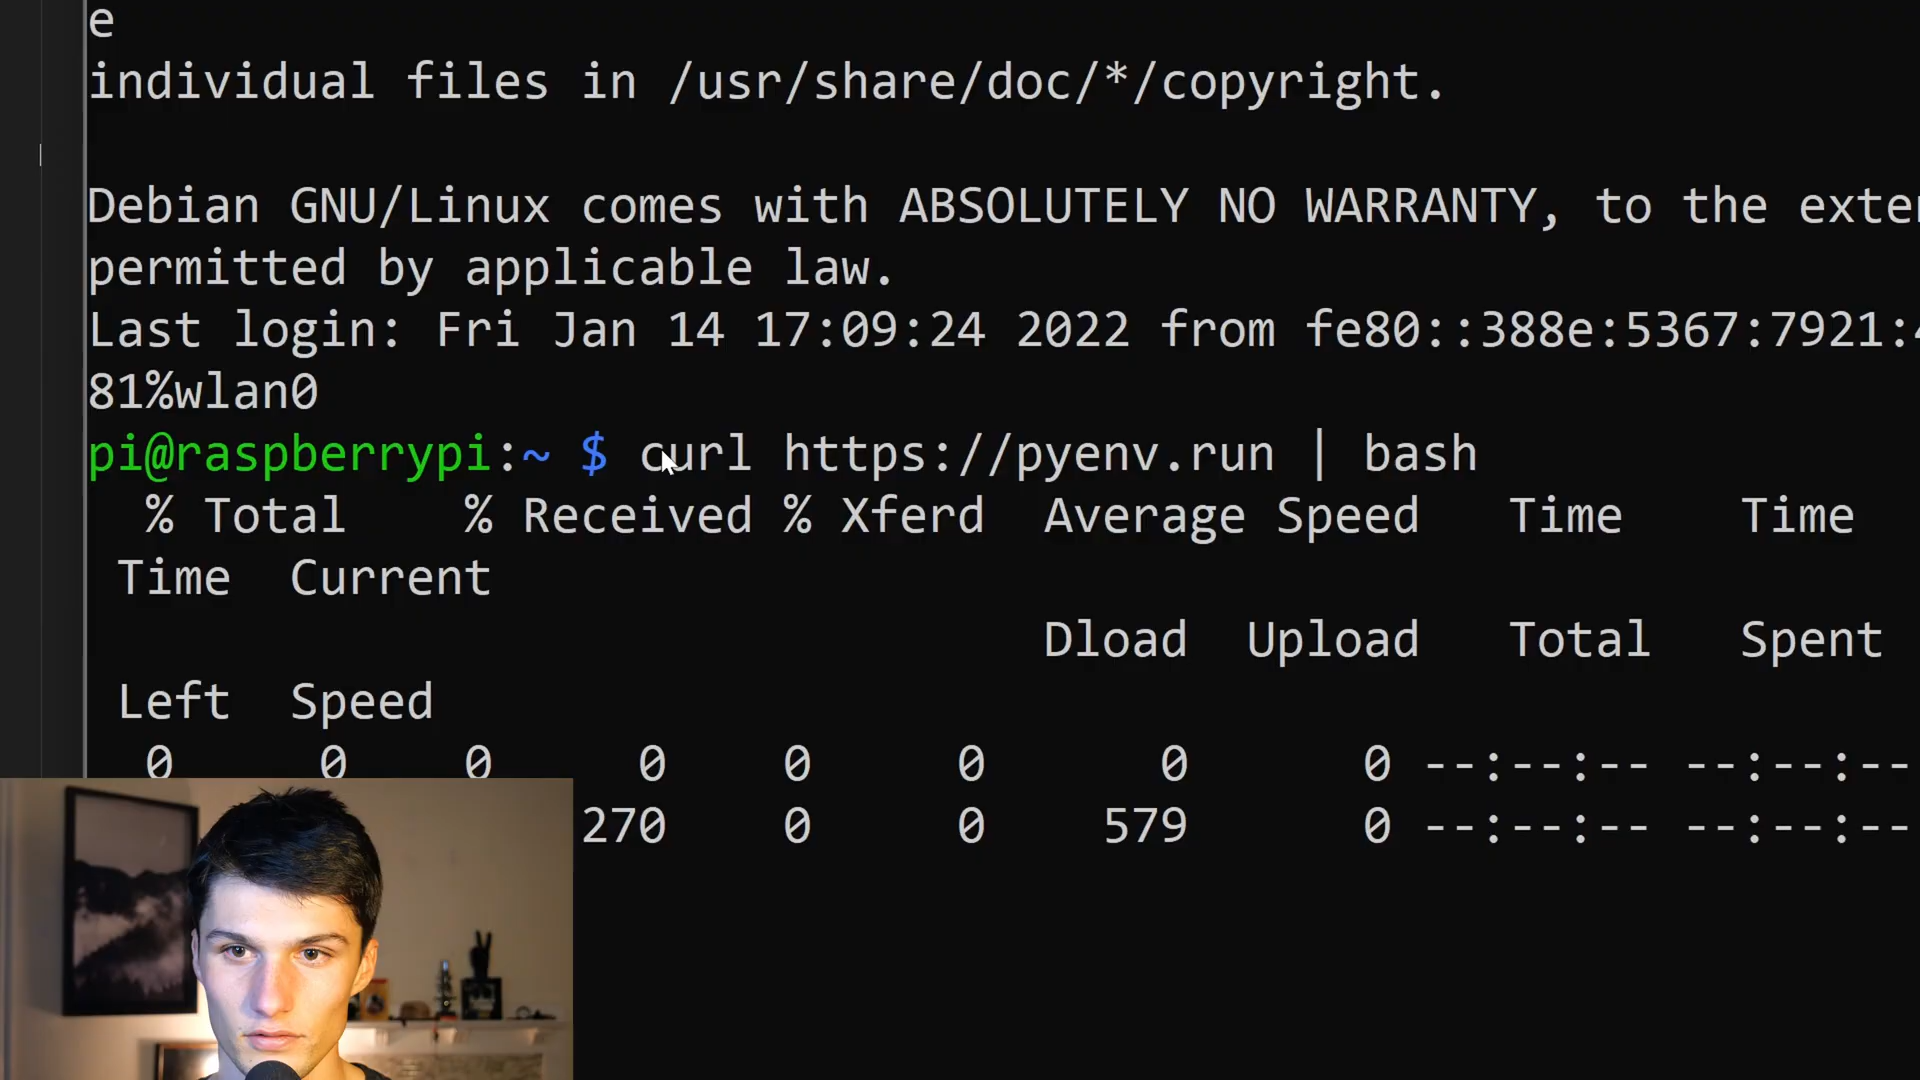 e
individual files in /usr/share/doc/*/copyright.
Debian GNU/Linux comes with ABSOLUTELY NO WARRANTY, to the
permitted by applicable law.
Last login: Fri Jan 14 17:09:24 2022 from fe80::388e:5367:7921:
81%wlan0
pi@raspberrypi:~ $ curl https://pyenv.run | bash
% Total % Received % Xferd Average Speed Time Time
Time Current
Dload Upload Total Spent
Left Speed
0 0 0 0 0 0 0 0 --:--:-- --:--:--
270 0 0 579 0 --:--:-- --:--:--